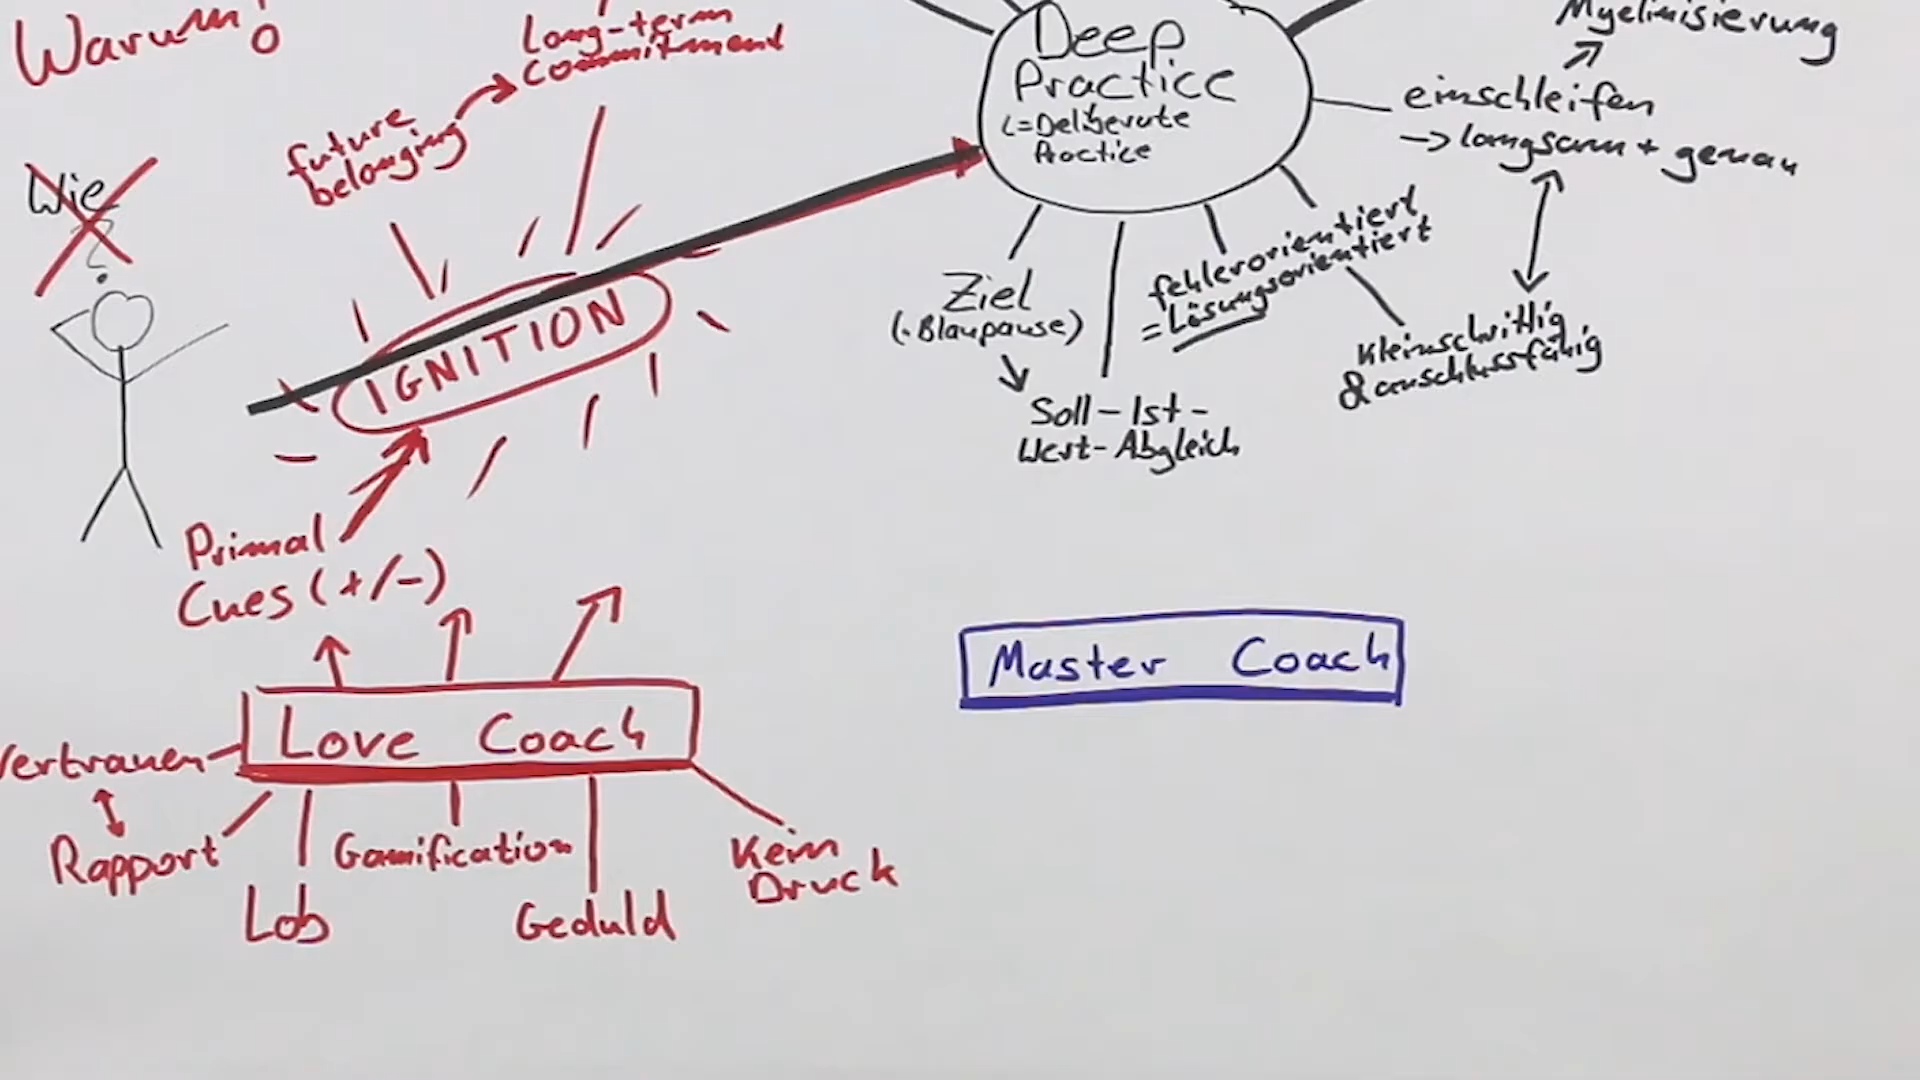 Warum!
Long-term
Commitment
future
belonging
Wie
?
IGNITION
Primal
Cues (+/-)
Love Coach
Vertrauen
Rapport
Lob
Gamification
Geduld
Kein
Druck
Deep
Practice
(=Deliberate
Practice
Myelinisierung
einschleifen
-> langsam + genau
fehlerorientiert
= Lösungsorientiert
kleinschrittig
& anschlussfähig
Ziel
(·Blaupause)
Soll-Ist-
Wert-Abgleich
Master Coach